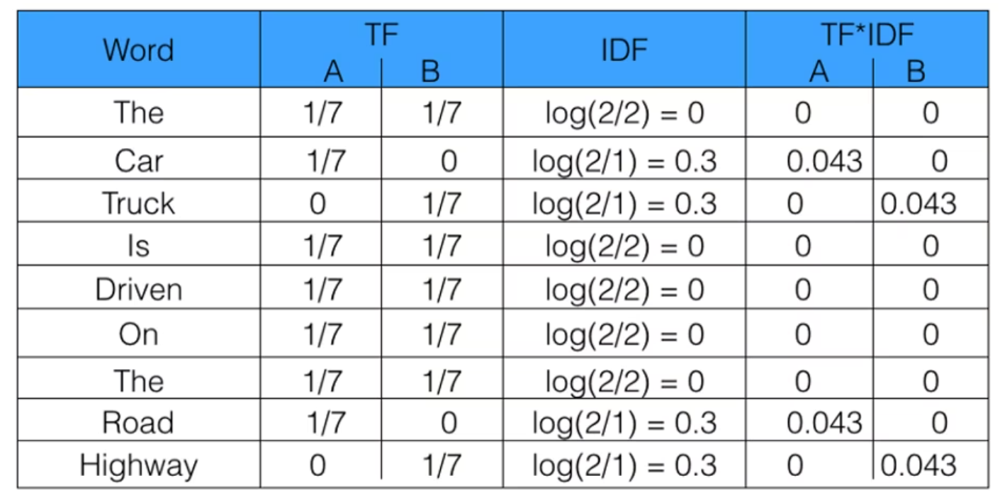 Word TF IDF TF*IDF
A B A B
The 1/7 1/7 log(2/2) = 0 0 0
Car 1/7 0 log(2/1) = 0.3 0.043 0
Truck 0 1/7 log(2/1) = 0.3 0 0.043
Is 1/7 1/7 log(2/2) = 0 0 0
Driven 1/7 1/7 log(2/2) = 0 0 0
On 1/7 1/7 log(2/2) = 0 0 0
The 1/7 1/7 log(2/2) = 0 0 0
Road 1/7 0 log(2/1) = 0.3 0.043 0
Highway 0 1/7 log(2/1) = 0.3 0 0.043